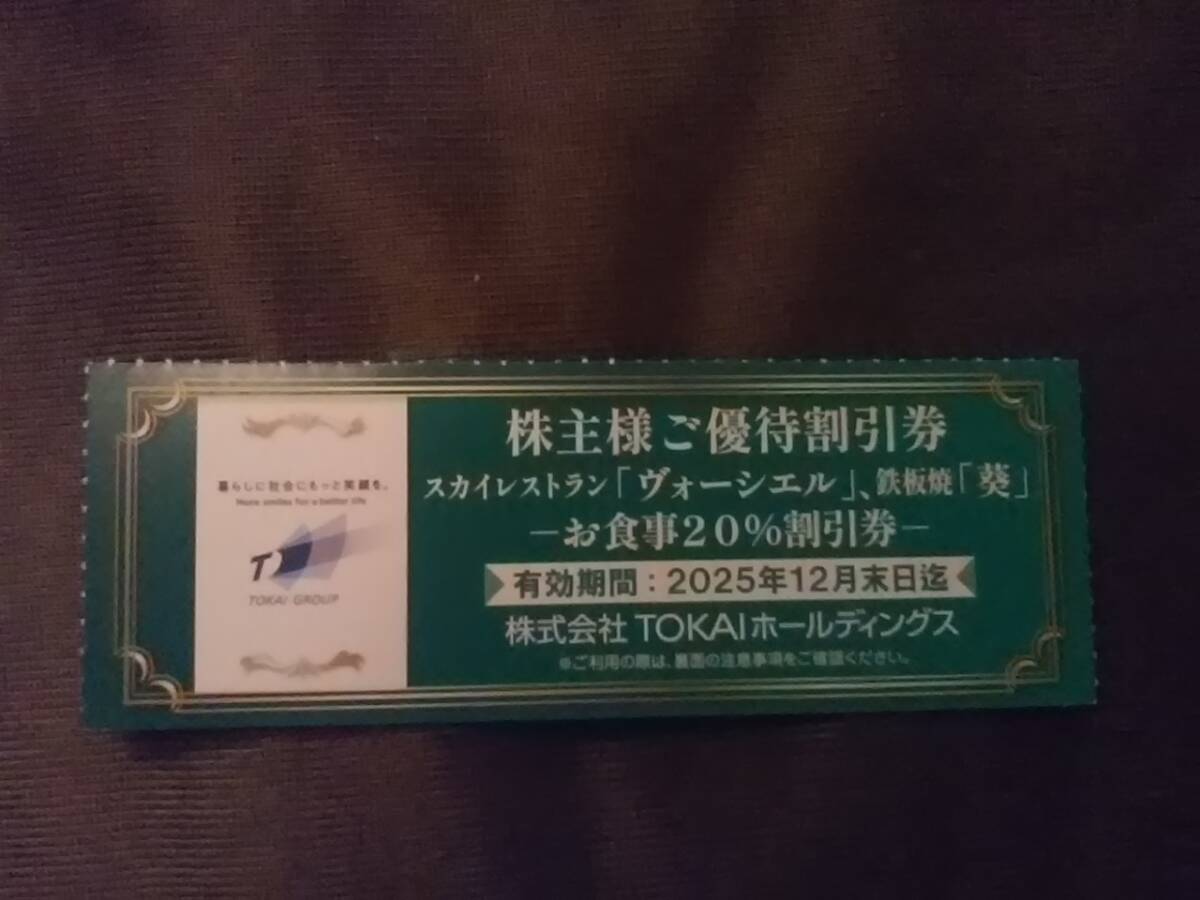 暮らしに社会にもっと笑顔を。
More smiles for a better life
T
TOKAI GROUP
株主様ご優待割引券
スカイレストラン「ヴォーシエル」、鉄板焼「葵」
－お食事20%割引券－
有効期間：2025年12月末日迄
株式会社 TOKAIホールディングス
※ご利用の際は、裏面の注意事項をご確認ください。